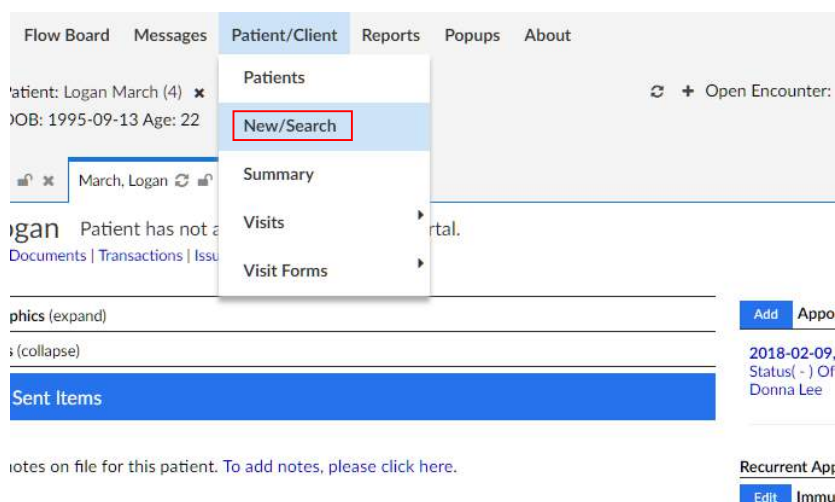 Flow Board Messages Patient/Client Reports Popups About
Patient: Logan March (4) ✖ Open Encounter:
DOB: 1995-09-13 Age: 22
Patients
New/Search
March, Logan
Summary
Patient has not a
rtal.
Documents | Transactions | Issu
Visits
Visit Forms
phics (expand)
s (collapse)
Sent Items
Add Appo
2018-02-09,
Status( - ) Of
Donna Lee
notes on file for this patient. To add notes, please click here.
Recurrent App
Edit Immu